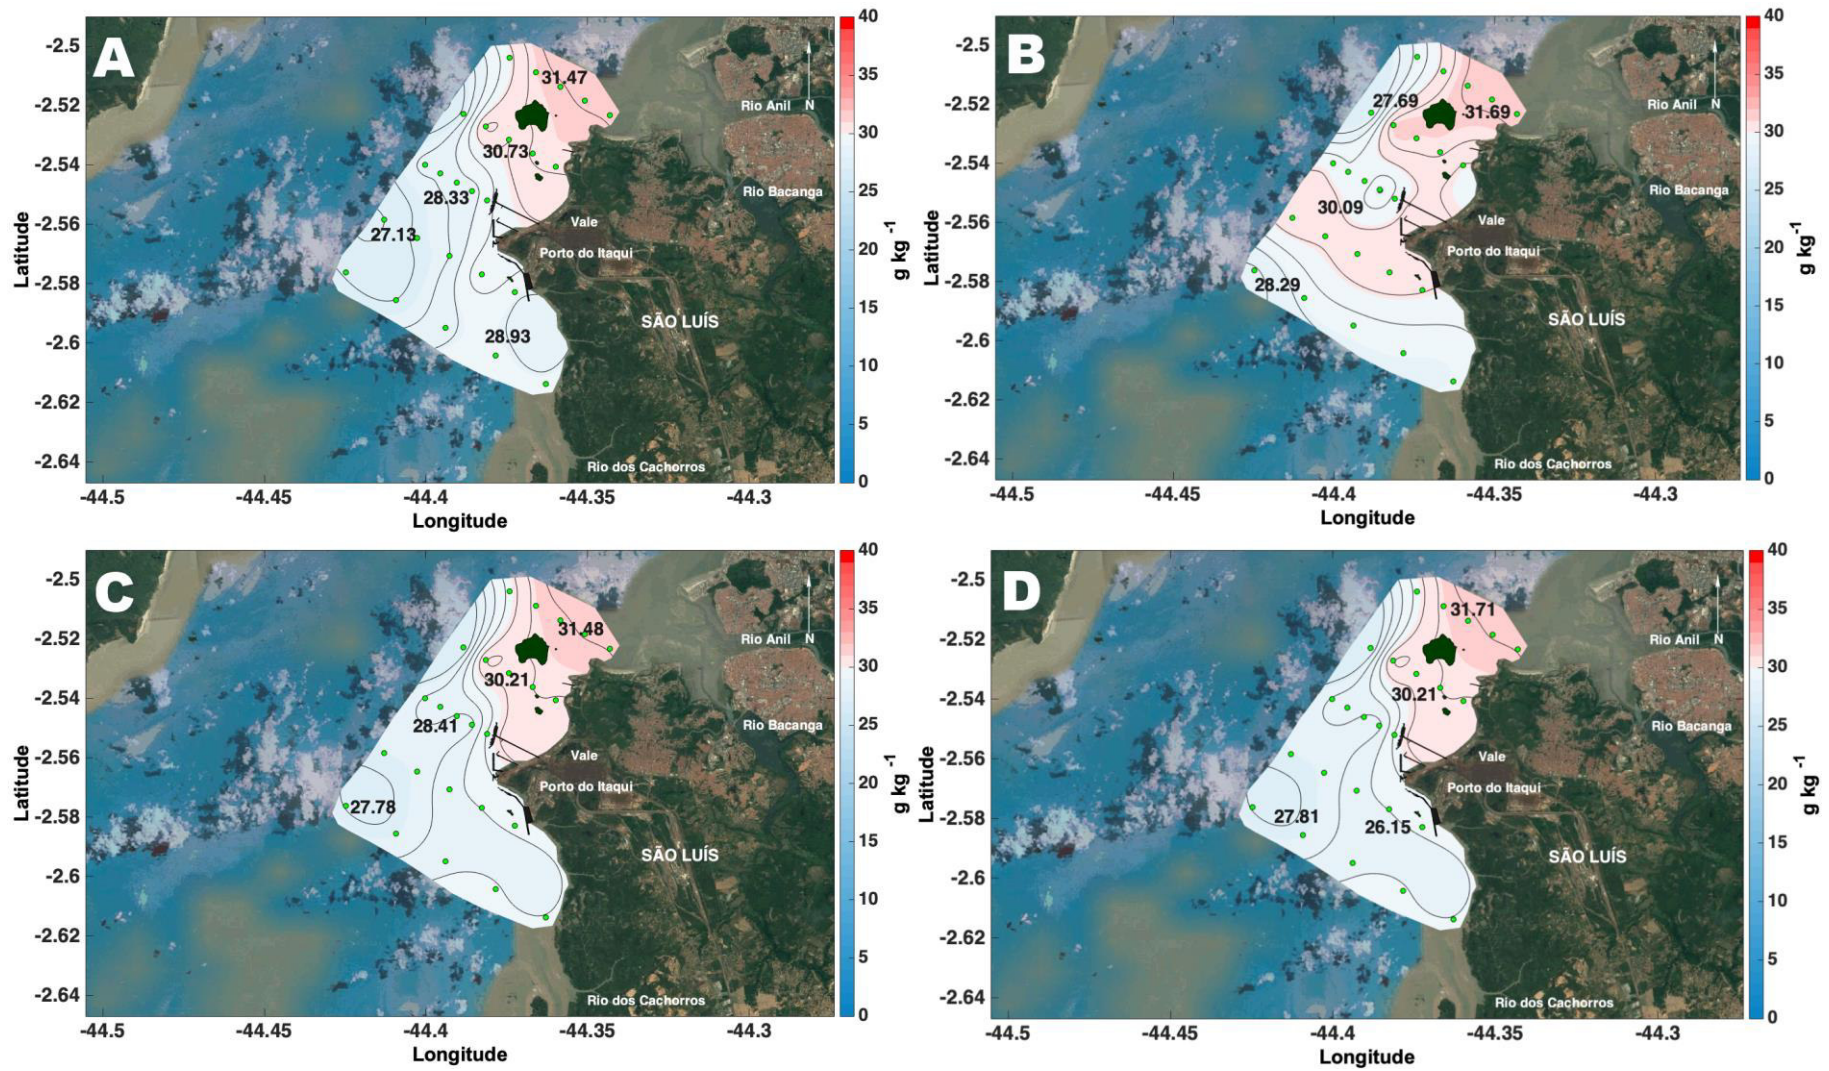 A
-2.5
-2.52
-2.54
-2.56
-2.58
-2.6
-2.62
-2.64
Latitude
31.47
30.73
28.33
27.13
28.93
Rio Anil
N
Rio Bacanga
Vale
Porto do Itaqui
SÃO LUÍS
Rio dos Cachorros
-44.5
-44.45
-44.4
-44.35
-44.3
Longitude
40
35
30
25
20
15
10
5
0
g kg -1
B
-2.5
-2.52
-2.54
-2.56
-2.58
-2.6
-2.62
-2.64
Latitude
27.69
31.69
30.09
28.29
Rio Anil
N
Rio Bacanga
Vale
Porto do Itaqui
SÃO LUÍS
Rio dos Cachorros
-44.5
-44.45
-44.4
-44.35
-44.3
Longitude
40
35
30
25
20
15
10
5
0
g kg -1
C
-2.5
-2.52
-2.54
-2.56
-2.58
-2.6
-2.62
-2.64
Latitude
31.48
30.21
28.41
27.78
Rio Anil
N
Rio Bacanga
Vale
Porto do Itaqui
SÃO LUÍS
Rio dos Cachorros
-44.5
-44.45
-44.4
-44.35
-44.3
Longitude
40
35
30
25
20
15
10
5
0
g kg -1
D
-2.5
-2.52
-2.54
-2.56
-2.58
-2.6
-2.62
-2.64
Latitude
31.71
30.21
27.81
26.15
Rio Anil
N
Rio Bacanga
Vale
Porto do Itaqui
SÃO LUÍS
Rio dos Cachorros
-44.5
-44.45
-44.4
-44.35
-44.3
Longitude
40
35
30
25
20
15
10
5
0
g kg -1